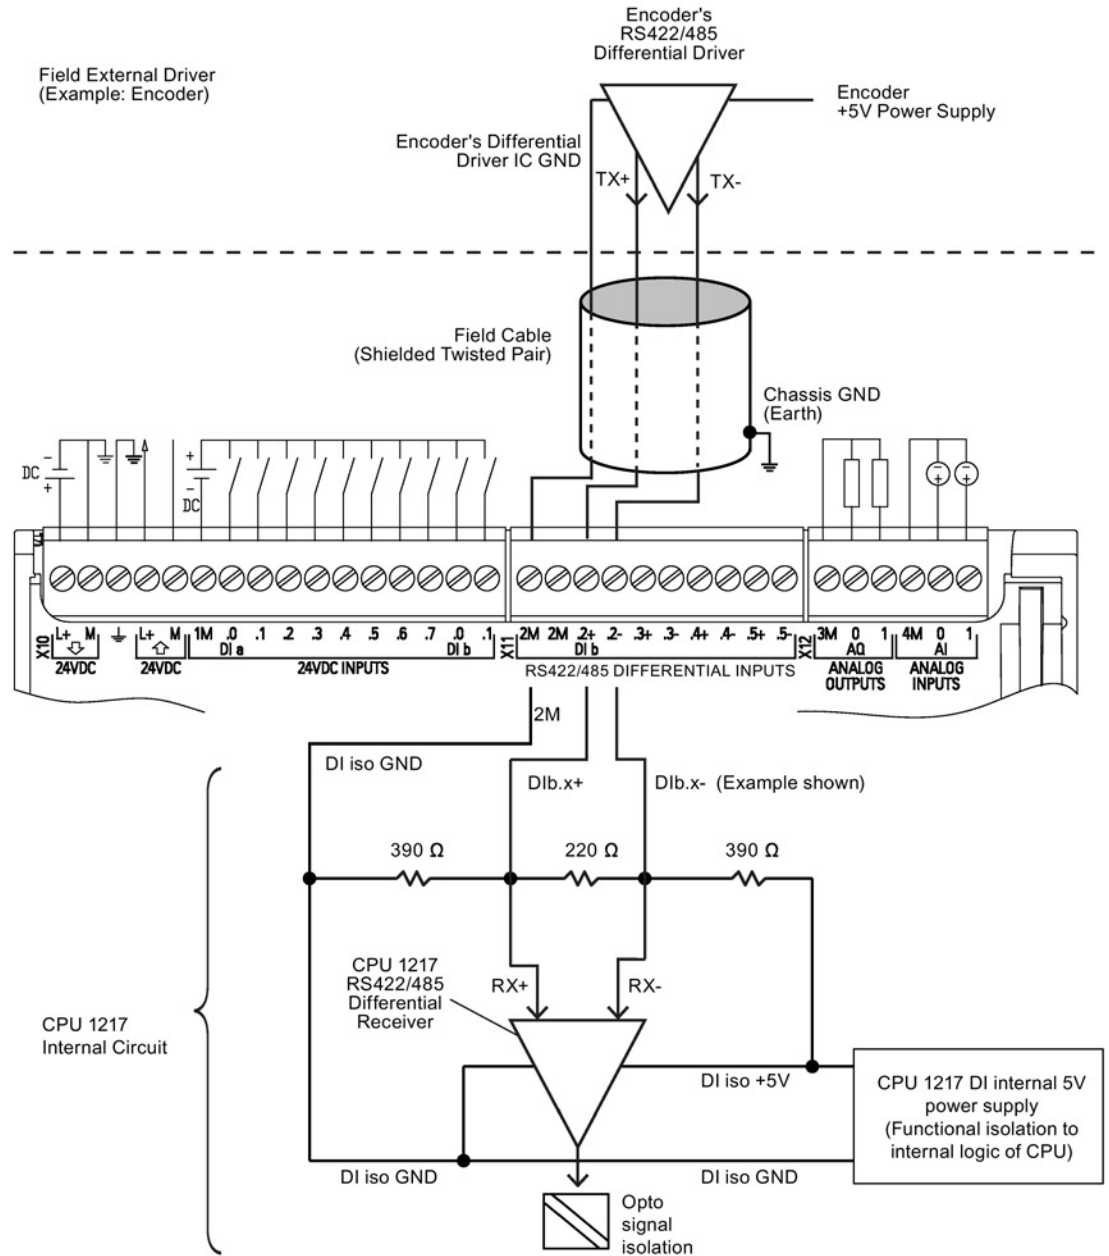 Encoder's
RS422/485
Differential Driver
Field External Driver
(Example: Encoder)
Encoder
+5V Power Supply
Encoder's Differential
Driver IC GND
TX+
TX-
Field Cable
(Shielded Twisted Pair)
Chassis GND
(Earth)
DC
- +
+ -
DC
X10 L+ M L+ M 1M .0 .1 .2 .3 .4 .5 .6 .7 .0 .1 X11 2M 2M .2+ .2- .3+ .3- .4+ .4- .5+ .5- X12 3M 0 1 4M 0 1
DI a DI b DI b AQ AI
24VDC 24VDC 24VDC INPUTS RS422/485 DIFFERENTIAL INPUTS ANALOG OUTPUTS ANALOG INPUTS
2M
DI iso GND
DIb.x+
DIb.x- (Example shown)
390 Ω
220 Ω
390 Ω
CPU 1217
RS422/485
Differential
Receiver
RX+
RX-
CPU 1217
Internal Circuit
DI iso +5V
CPU 1217 DI internal 5V
power supply
(Functional isolation to
internal logic of CPU)
DI iso GND
DI iso GND
Opto
signal
isolation